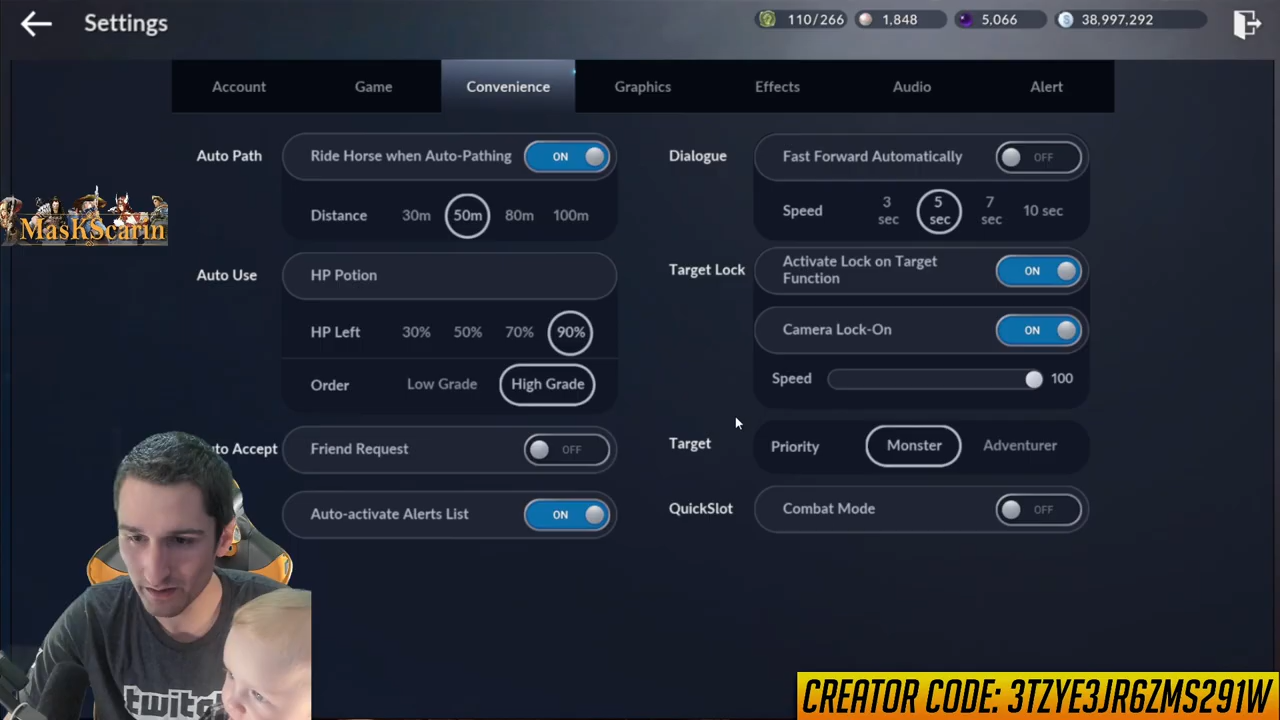 Settings
110/266
1,848
5.066
38,997,292
Account
Game
Convenience
Graphics
Effects
Audio
Alert
Auto Path
Ride Horse when Auto-Pathing
ON
Distance
30m
50m
80m
100m
Auto Use
HP Potion
HP Left
30%
50%
70%
90%
Order
Low Grade
High Grade
to Accept
Friend Request
OFF
Auto-activate Alerts List
ON
Dialogue
Fast Forward Automatically
OFF
Speed
3 sec
5 sec
7 sec
10 sec
Target Lock
Activate Lock on Target
Function
ON
Camera Lock-On
ON
Speed
100
Target
Priority
Monster
Adventurer
QuickSlot
Combat Mode
OFF
MasKScarin
twitc
CREATOR CODE: 3TZYE3JR6ZMS291W